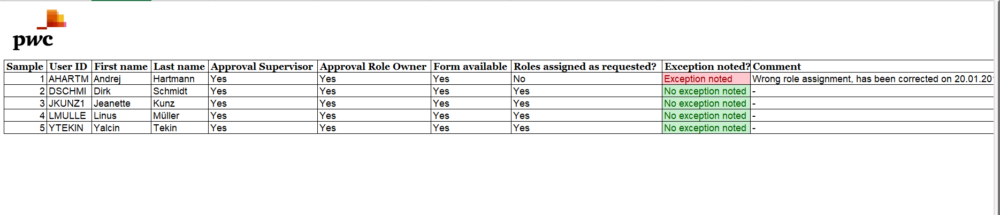 pwc
Sample User ID First name Last name Approval Supervisor Approval Role Owner Form available Roles assigned as requested? Exception noted? Comment
1 AHARTM Andrej Hartmann Yes Yes Yes No Exception noted Wrong role assignment, has been corrected on
2 DSCHMI Dirk Schmidt Yes Yes Yes Yes No exception noted -
3 JKUNZ1 Jeanette Kunz Yes Yes Yes Yes No exception noted -
4 LMULLE Linus Müller Yes Yes Yes Yes No exception noted -
5 YTEKIN Yalcin Tekin Yes Yes Yes Yes No exception noted -